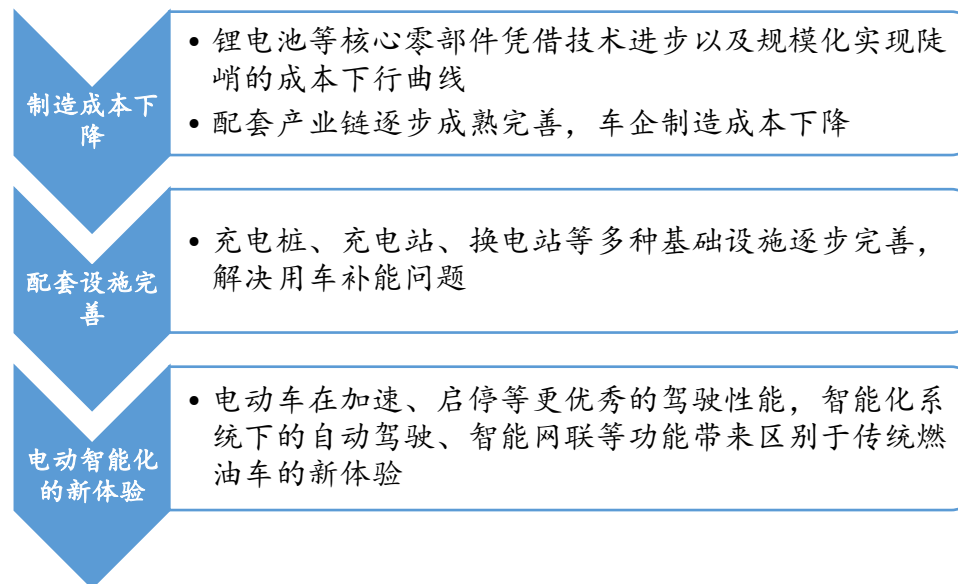 制造成本下
降
• 锂电池等核心零部件凭借技术进步以及规模化实现陡
峭的成本下行曲线
• 配套产业链逐步成熟完善，车企制造成本下降
配套设施完
善
• 充电桩、充电站、换电站等多种基础设施逐步完善，
解决用车补能问题
电动智能化
的新体验
• 电动车在加速、启停等更优秀的驾驶性能，智能化系
统下的自动驾驶、智能网联等功能带来区别于传统燃
油车的新体验